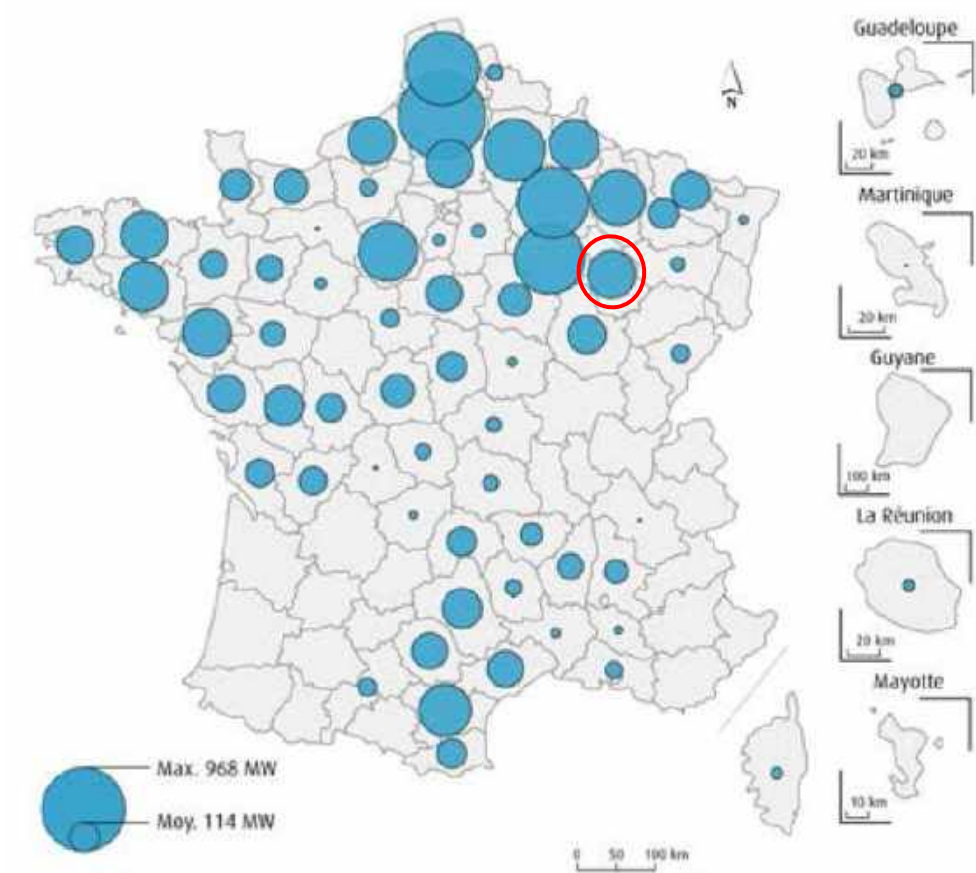 Guadeloupe
N
20 km
Martinique
20 km
Guyane
100 km
La Réunion
20 km
Mayotte
10 km
Max. 968 MW
Moy. 114 MW
0 50 100 km